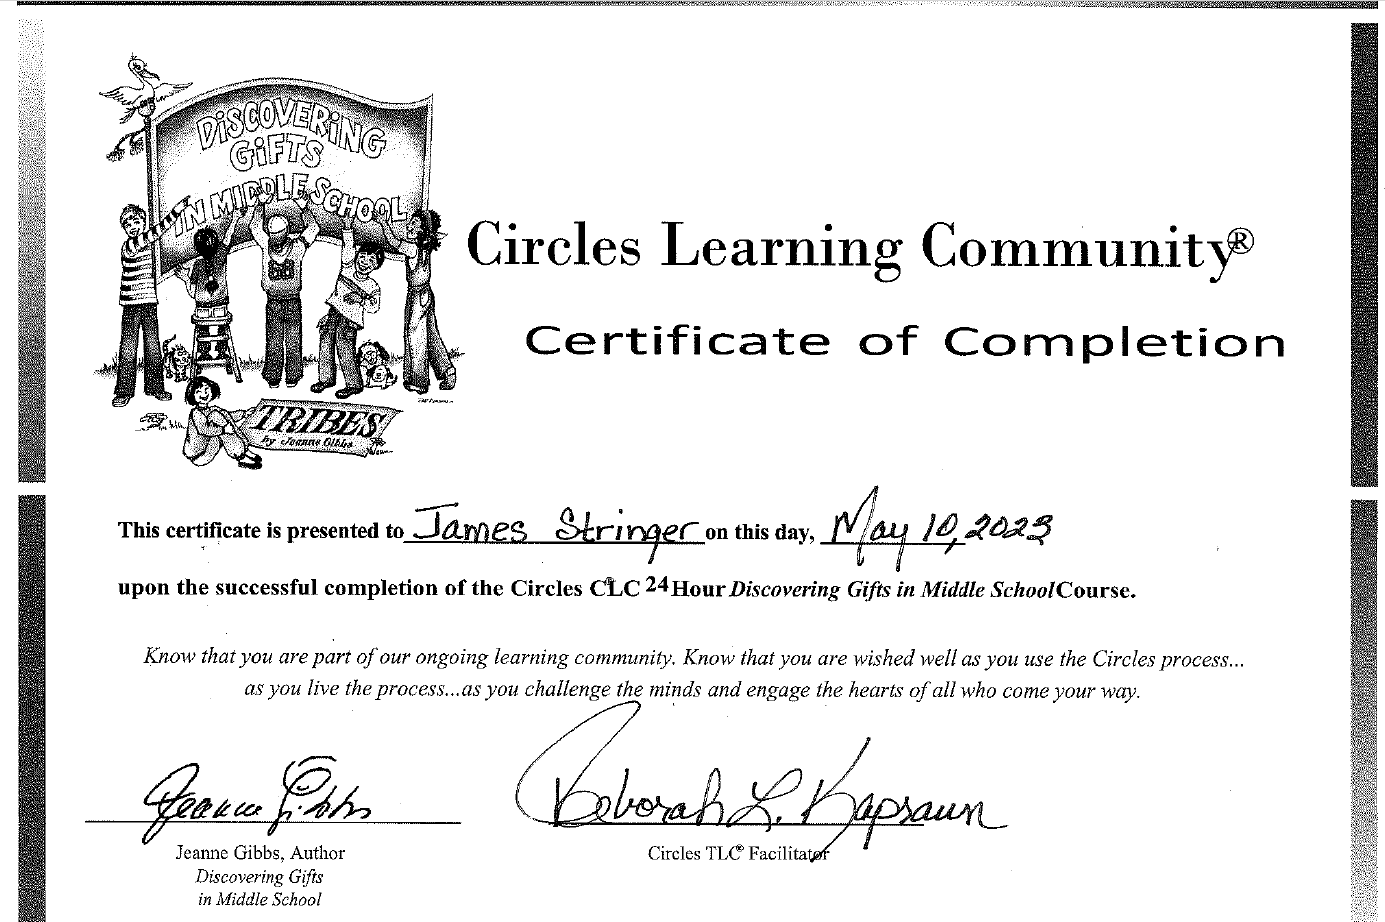 DISCOVERING
GIFTS
IN MIDDLE SCHOOL
68
TRIBES
by Jeanne Gibbs
Circles Learning Community®
Certificate of Completion
This certificate is presented to James Stringer on this day, May 10, 2023
upon the successful completion of the Circles CLC 24 Hour Discovering Gifts in Middle School Course.
Know that you are part of our ongoing learning community. Know that you are wished well as you use the Circles process...
as you live the process...as you challenge the minds and engage the hearts of all who come your way.
Jeanne Gibbs Deborah L. Kapraun
Jeanne Gibbs, Author Circles TLC® Facilitator
Discovering Gifts
in Middle School